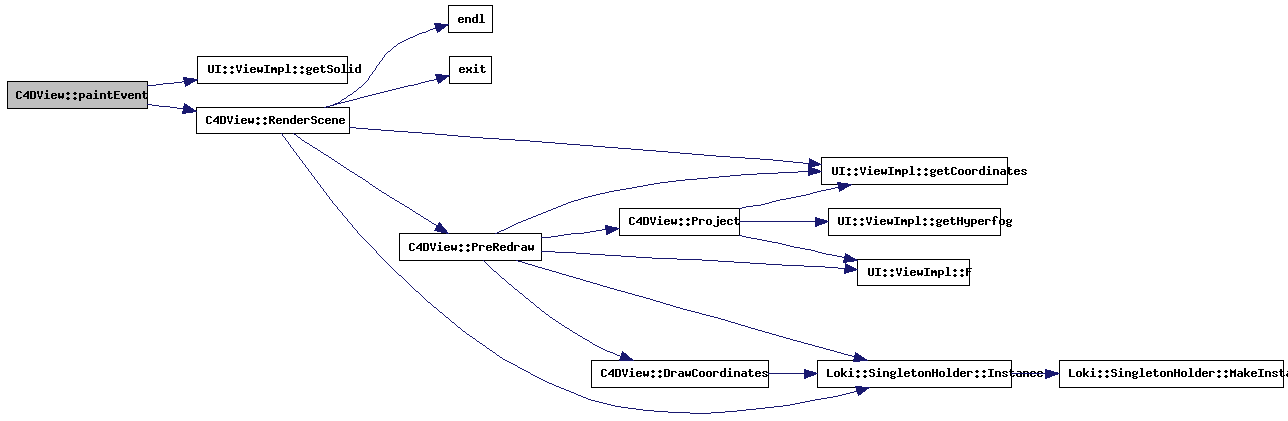 endl
UI::ViewImpl::getSolid
exit
C4DView::paintEvent
C4DView::RenderScene
UI::ViewImpl::getCoordinates
C4DView::Project
UI::ViewImpl::getHyperfog
C4DView::PreRedraw
UI::ViewImpl::F
C4DView::DrawCoordinates
Loki::SingletonHolder::Instance
Loki::SingletonHolder::MakeInsta